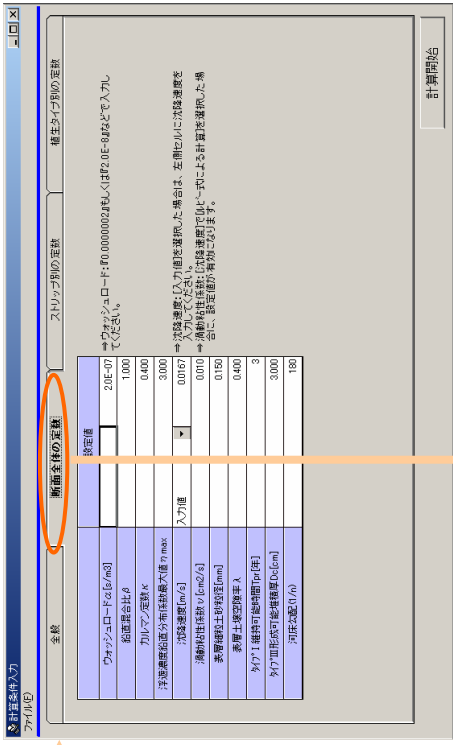 計算条件入力
ファイル(E)
全般
断面全体の定数
ストリップ別の定数
植生タイプ別の定数
設定値
ウォッシュロードα[s/m3] 2.0E-07
鉛直混合比β 1.000
カルマン定数κ 0.400
浮遊濃度鉛直分布係数最大値η max 3.000
沈降速度[m/s] 入力値 0.0167
渦動粘性係数υ[cm2/s] 0.010
表層細粒土砂粒径[mm] 0.150
表層土壌空隙率λ 0.400
タイプⅠ維持可能時間Tpr[年] 3
タイプⅢ形成可能堆積厚Dc[cm] 3.000
河床勾配(1/n) 180
⇒ウォッシュロード:『0.0000002』もしくは『2.0E-8』などで入力し
てください。
⇒沈降速度:[入力値]を選択した場合は、左側セルに沈降速度を
入力してください。
⇒渦動粘性係数:[沈降速度]で[ルビー式による計算]を選択した場
合に、設定値が有効になります。
計算開始